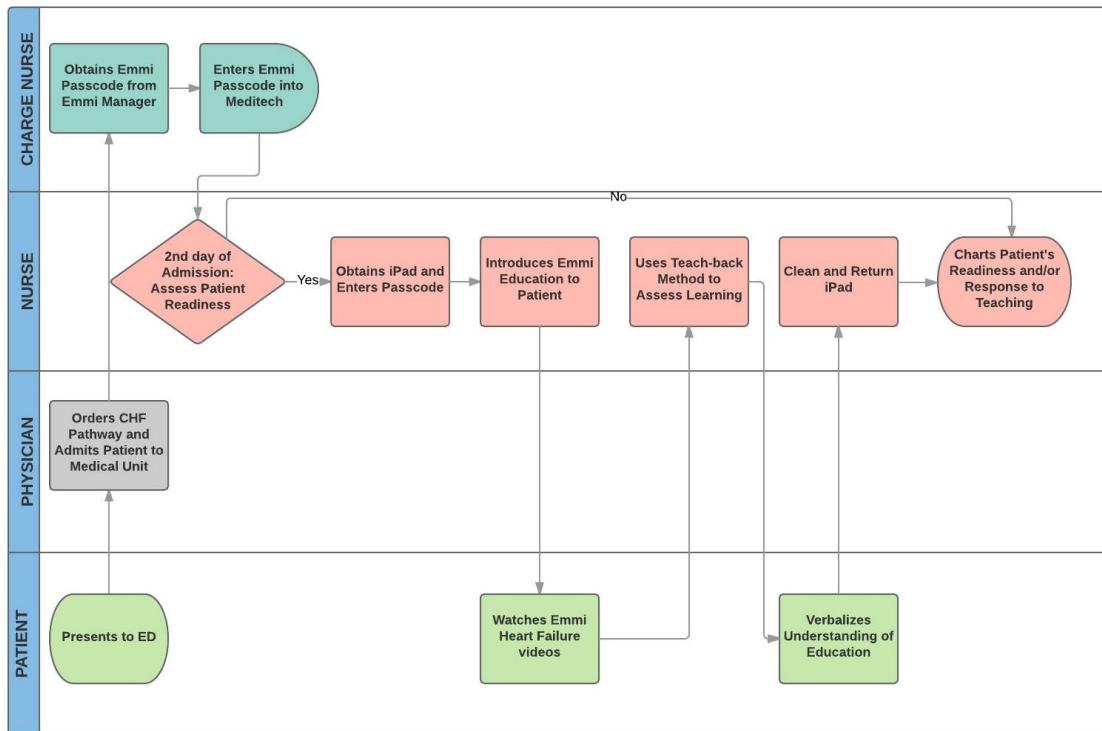 CHARGE NURSE
Obtains Emmi
Passcode from
Emmi Manager
Enters Emmi
Passcode into
Meditech
NURSE
No
2nd day of
Admission:
Assess Patient
Readiness
Yes
Obtains iPad and
Enters Passcode
Introduces Emmi
Education to
Patient
Uses Teach-back
Method to
Assess Learning
Clean and Return
iPad
Charts Patient's
Readiness and/or
Response to
Teaching
PHYSICIAN
Orders CHF
Pathway and
Admits Patient to
Medical Unit
PATIENT
Presents to ED
Watches Emmi
Heart Failure
videos
Verbalizes
Understanding of
Education